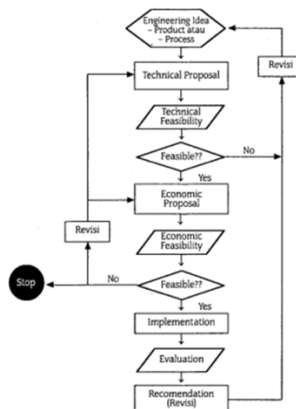 Engineering Idea
– Product atau
– Process
Revisi
Technical Proposal
Technical
Feasibility
Feasible??
No
Yes
Economic
Proposal
Revisi
Economic
Feasibility
Stop
No
Feasible??
Yes
Implementation
Evaluation
Recomendation
(Revisi)